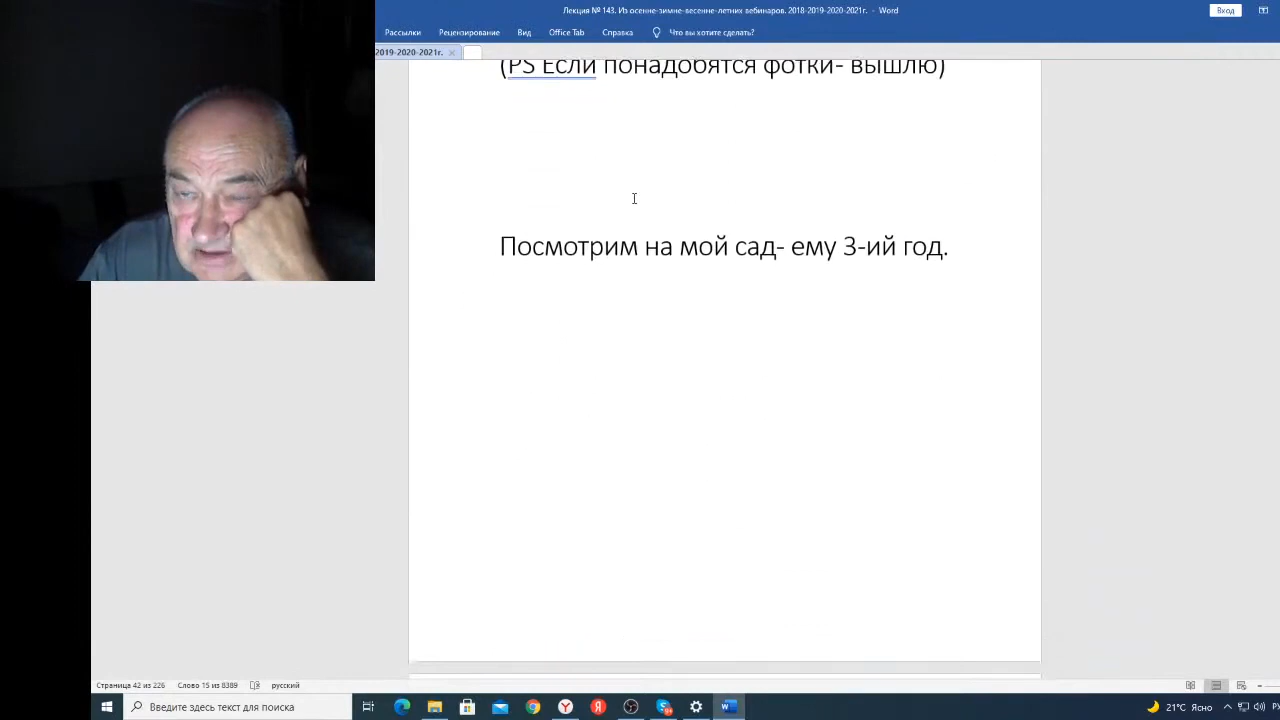 Лекция № 143. Из осенне-зимне-весенне-летних вебинаров. 2018-2019-2020-2021г. - Word
Вход
Рассылки Рецензирование Вид Office Tab Справка Что вы хотите сделать?
2019-2020-2021г.
(PS Если понадобятся фотки- вышлю)
Посмотрим на мой сад- ему 3-ий год.
Страница 42 из 226 Слово 15 из 8389 русский
Введите здесь текст для поиска
21°C Ясно